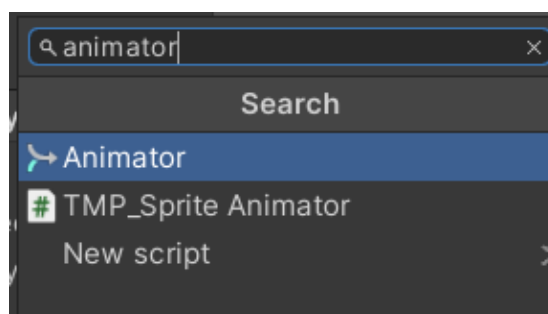 animator
Search
Animator
TMP_Sprite Animator
New script